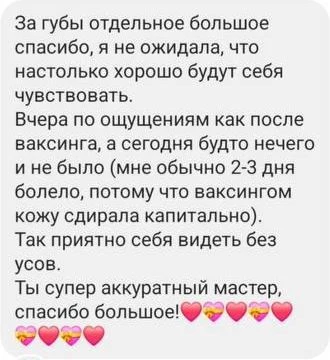 За губы отдельное большое
спасибо, я не ожидала, что
настолько хорошо будут себя
чувствовать.
Вчера по ощущениям как после
ваксинга, а сегодня будто нечего
и не было (мне обычно 2-3 дня
болело, потому что ваксингом
кожу сдирала капитально).
Так приятно себя видеть без
усов.
Ты супер аккуратный мастер,
спасибо большое!❤️💝❤️💝❤️
💝❤️💝❤️